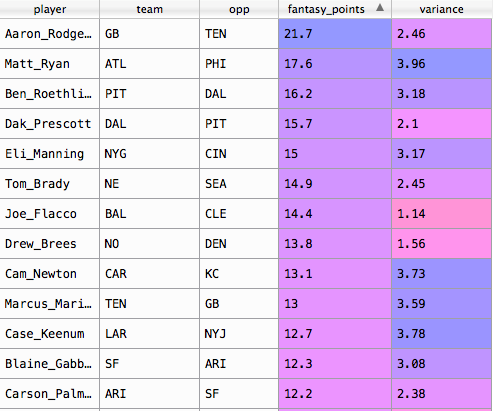 player team opp fantasy_points variance
Aaron_Rodge… GB TEN 21.7 2.46
Matt_Ryan ATL PHI 17.6 3.96
Ben_Roethli… PIT DAL 16.2 3.18
Dak_Prescott DAL PIT 15.7 2.1
Eli_Manning NYG CIN 15 3.17
Tom_Brady NE SEA 14.9 2.45
Joe_Flacco BAL CLE 14.4 1.14
Drew_Brees NO DEN 13.8 1.56
Cam_Newton CAR KC 13.1 3.73
Marcus_Mari… TEN GB 13 3.59
Case_Keenum LAR NYJ 12.7 3.78
Blaine_Gabb… SF ARI 12.3 3.08
Carson_Palm… ARI SF 12.2 2.38